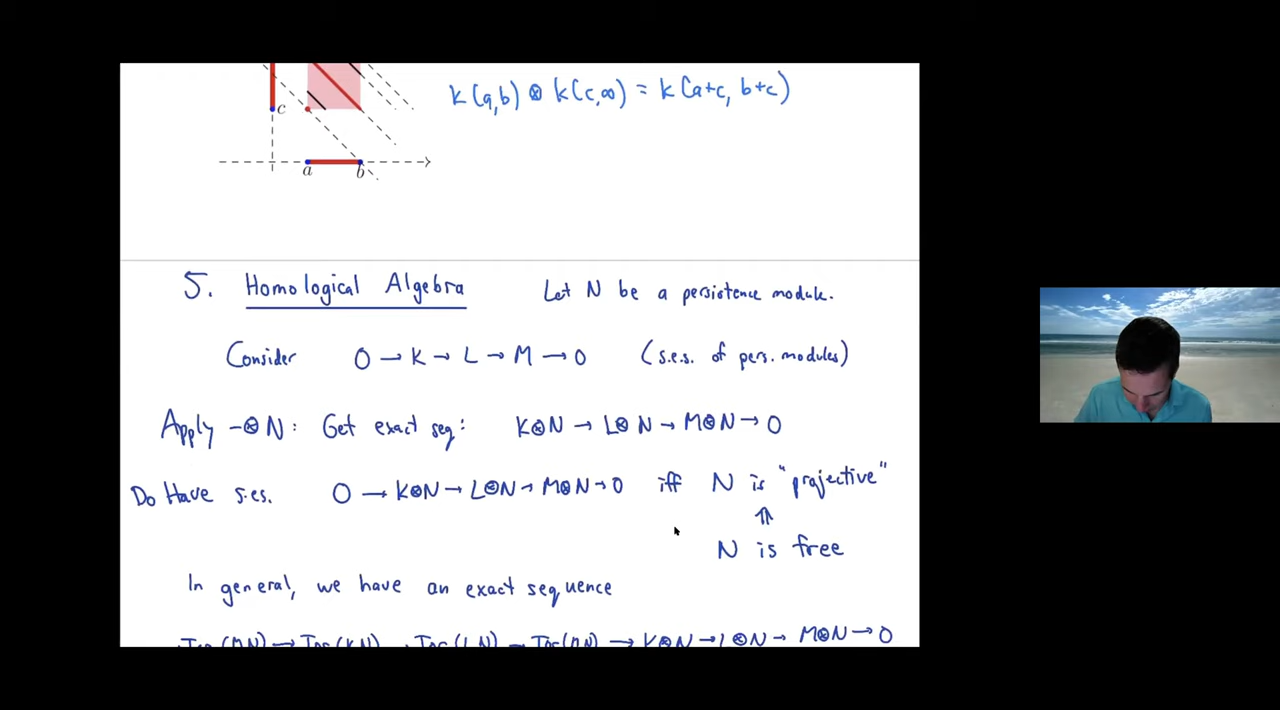 c
k(a,b) ⊗ k(c,∞) = k(a+c, b+c)
a b
5. Homological Algebra Let N be a persistence module.
Consider 0 → K → L → M → 0 (s.e.s. of pers. modules)
Apply -⊗N: Get exact seq: K⊗N → L⊗N → M⊗N → 0
Do Have s.e.s. 0 → K⊗N → L⊗N → M⊗N → 0 iff N is "projective"
⇑
N is free
In general, we have an exact sequence
→ K⊗N → L⊗N → M⊗N → 0